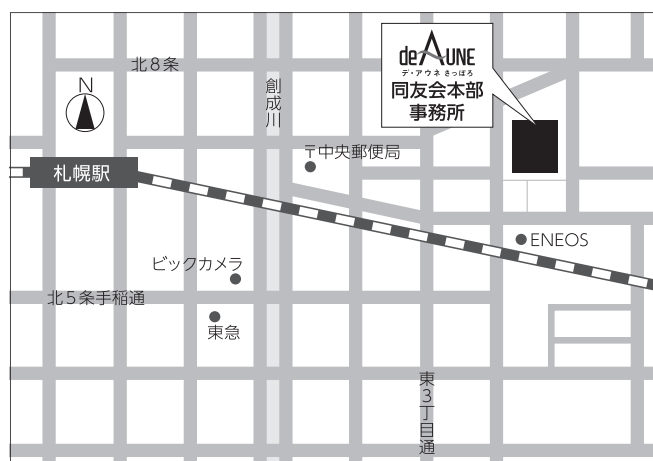 deAUNE
デ・アウネ さっぽろ
同友会本部
事務所
北8条
N
創成川
〒中央郵便局
札幌駅
ENEOS
ビックカメラ
北5条手稲通
東急
東3丁目通